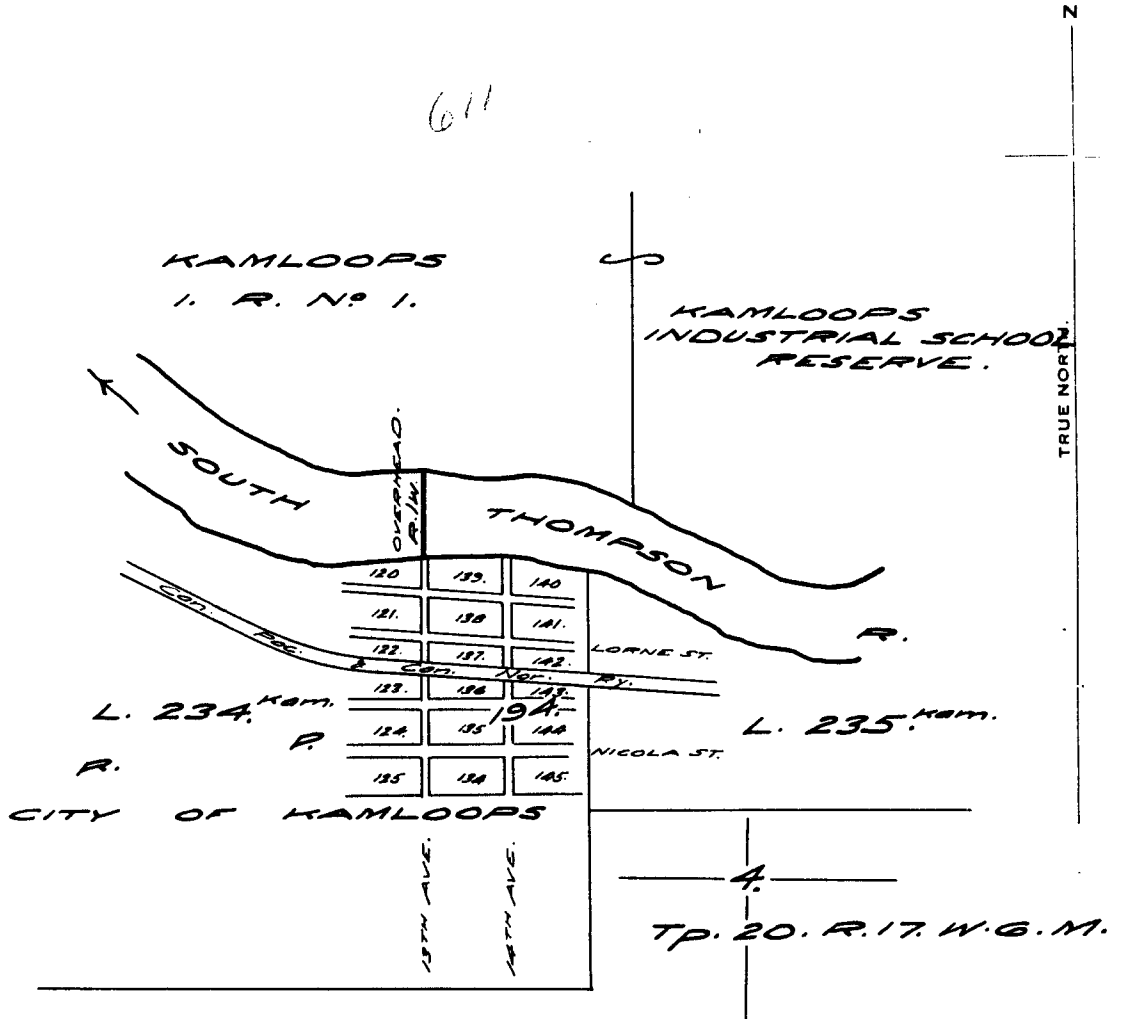 N
611
KAMLOOPS
I. R. Nº 1.
KAMLOOPS
INDUSTRIAL SCHOOL
RESERVE.
TRUE NORTH.
SOUTH
OVERHEAD.
R./W.
THOMPSON
R.
120 139. 140
121. 138 141.
LORNE ST.
122. 137. 142.
Can. Pac. & Can. Nor. Ry.
123. 136 143.
L. 234. Kam.
R. P. 194.
L. 235. Kam.
124. 135 144
NICOLA ST.
125 134 145.
CITY OF KAMLOOPS
13TH AVE.
14TH AVE.
4.
Tp. 20. R. 17. W. 6. M.